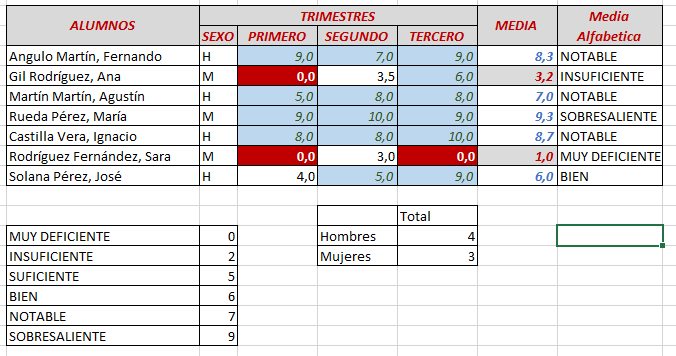 ALUMNOS TRIMESTRES MEDIA Media Alfabetica
SEXO PRIMERO SEGUNDO TERCERO
Angulo Martín, Fernando H 9,0 7,0 9,0 8,3 NOTABLE
Gil Rodríguez, Ana M 0,0 3,5 6,0 3,2 INSUFICIENTE
Martín Martín, Agustín H 5,0 8,0 8,0 7,0 NOTABLE
Rueda Pérez, María M 9,0 10,0 9,0 9,3 SOBRESALIENTE
Castilla Vera, Ignacio H 8,0 8,0 10,0 8,7 NOTABLE
Rodríguez Fernández, Sara M 0,0 3,0 0,0 1,0 MUY DEFICIENTE
Solana Pérez, José H 4,0 5,0 9,0 6,0 BIEN
Total
MUY DEFICIENTE 0 Hombres 4
INSUFICIENTE 2 Mujeres 3
SUFICIENTE 5
BIEN 6
NOTABLE 7
SOBRESALIENTE 9